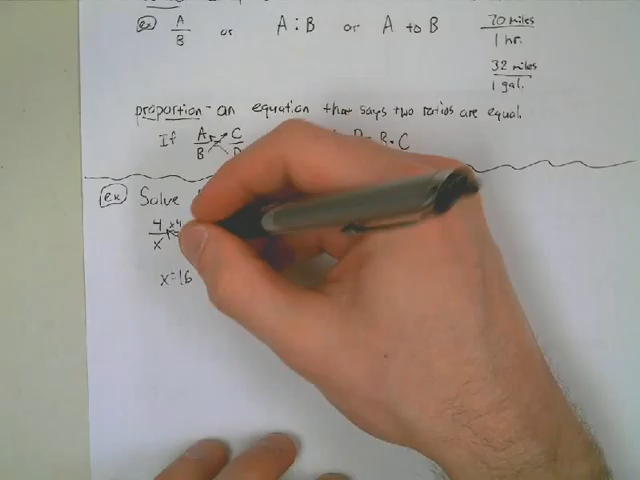 ex A/B or A : B or A to B 70 miles/1 hr.
32 miles/1 gal.
proportion - an equation that says two ratios are equal.
If A/B C/D B • C
ex Solve
4/x x4
x=16